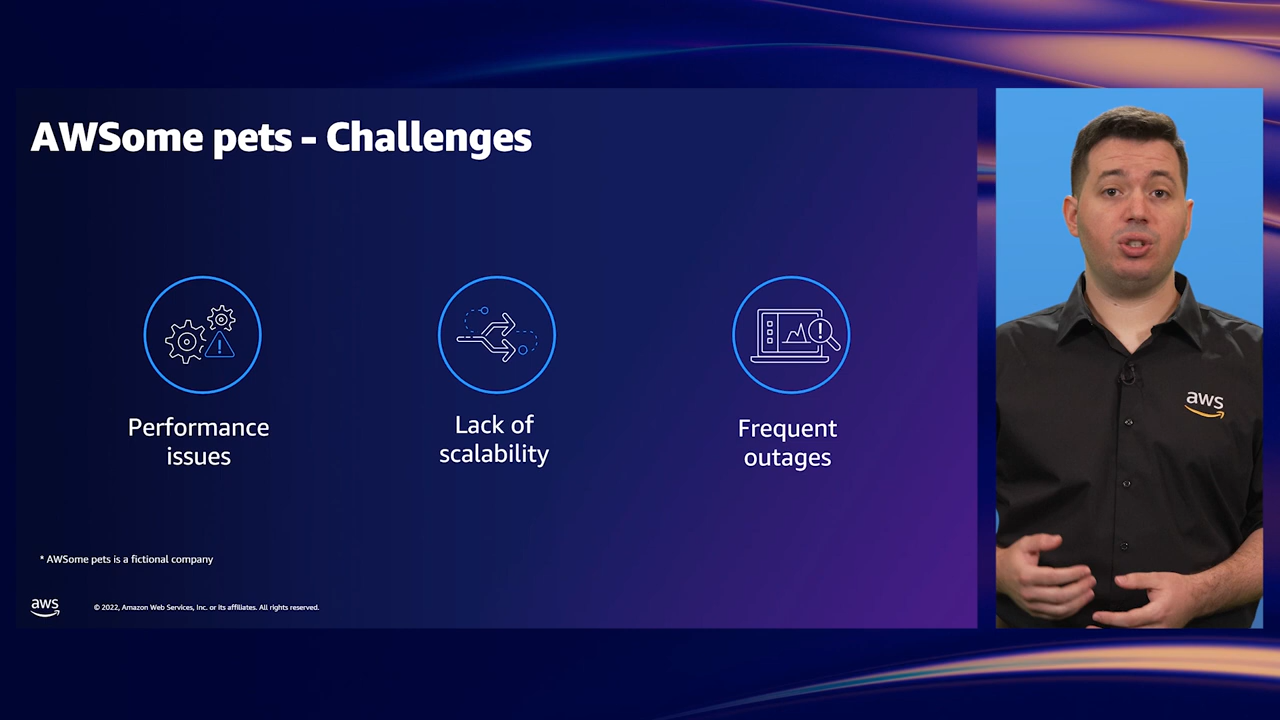 AWSome pets - Challenges
Performance
issues
Lack of
scalability
Frequent
outages
* AWSome pets is a fictional company
aws
© 2022, Amazon Web Services, Inc. or its affiliates. All rights reserved.
aws